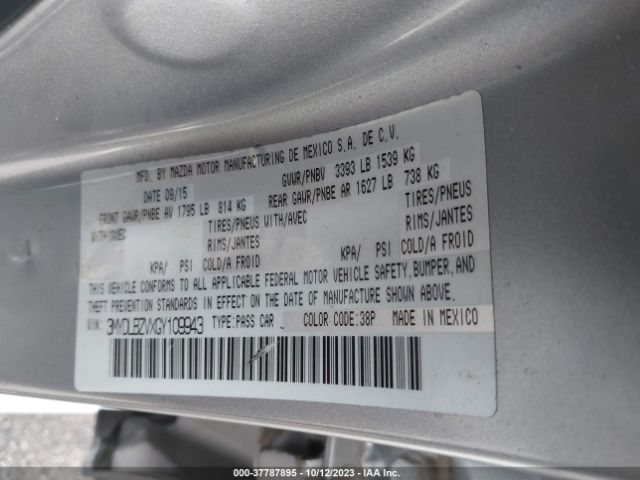 MFD. BY MAZDA MOTOR MANUFACTURING DE MEXICO S.A. DE C.V.
DATE 09/15 GVWR/PNBV 3393 LB 1539 KG
FRONT GAWR/PNBE AV 1795 LB 814 KG REAR GAWR/PNBE AR 1627 LB 738 KG
WITH/AVEC TIRES/PNEUS WITH/AVEC TIRES/PNEUS
RIMS/JANTES RIMS/JANTES
KPA/ PSI COLD/A FROID KPA/ PSI COLD/A FROID
THIS VEHICLE CONFORMS TO ALL APPLICABLE FEDERAL MOTOR VEHICLE SAFETY, BUMPER, AND
THEFT PREVENTION STANDARDS IN EFFECT ON THE DATE OF MANUFACTURE SHOWN ABOVE.
VIN: 3MYDLBZVXGY109943 TYPE:PASS CAR COLOR CODE:38P MADE IN MEXICO
000-37787895 - 10/12/2023 - IAA Inc.